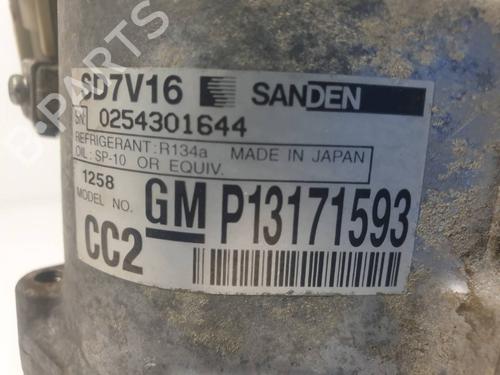 SD7V16 SANDEN
S/N 0254301644
REFRIGERANT : R134a MADE IN JAPAN
OIL : SP-10 OR EQUIV.
1258
MODEL NO.
GM P13171593
CC2
B-PARTS